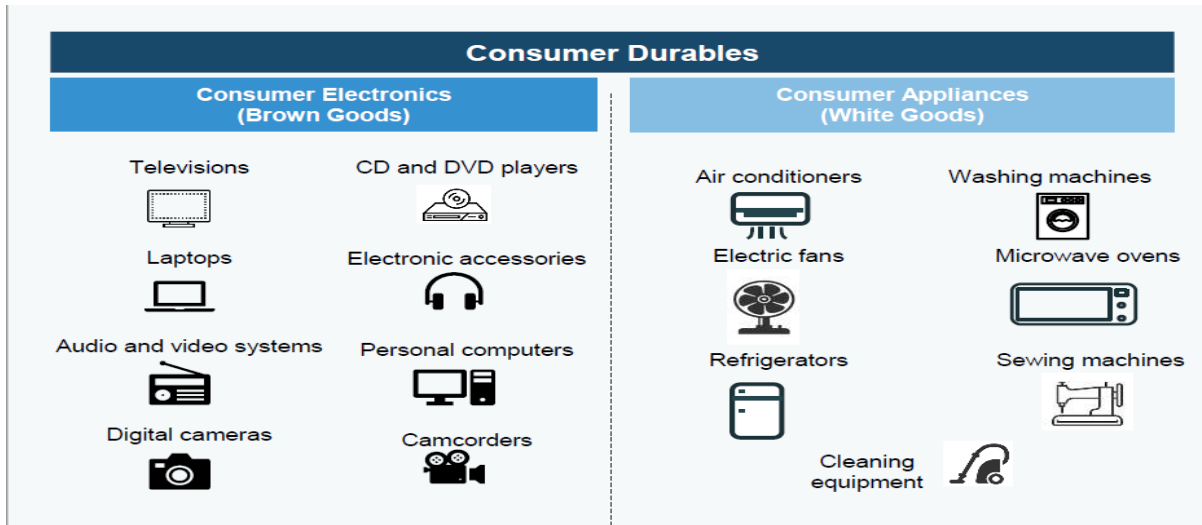 Consumer Durables
Consumer Electronics
(Brown Goods)
Consumer Appliances
(White Goods)
Televisions
CD and DVD players
Laptops
Electronic accessories
Audio and video systems
Personal computers
Digital cameras
Camcorders
Air conditioners
Washing machines
Electric fans
Microwave ovens
Refrigerators
Sewing machines
Cleaning
equipment